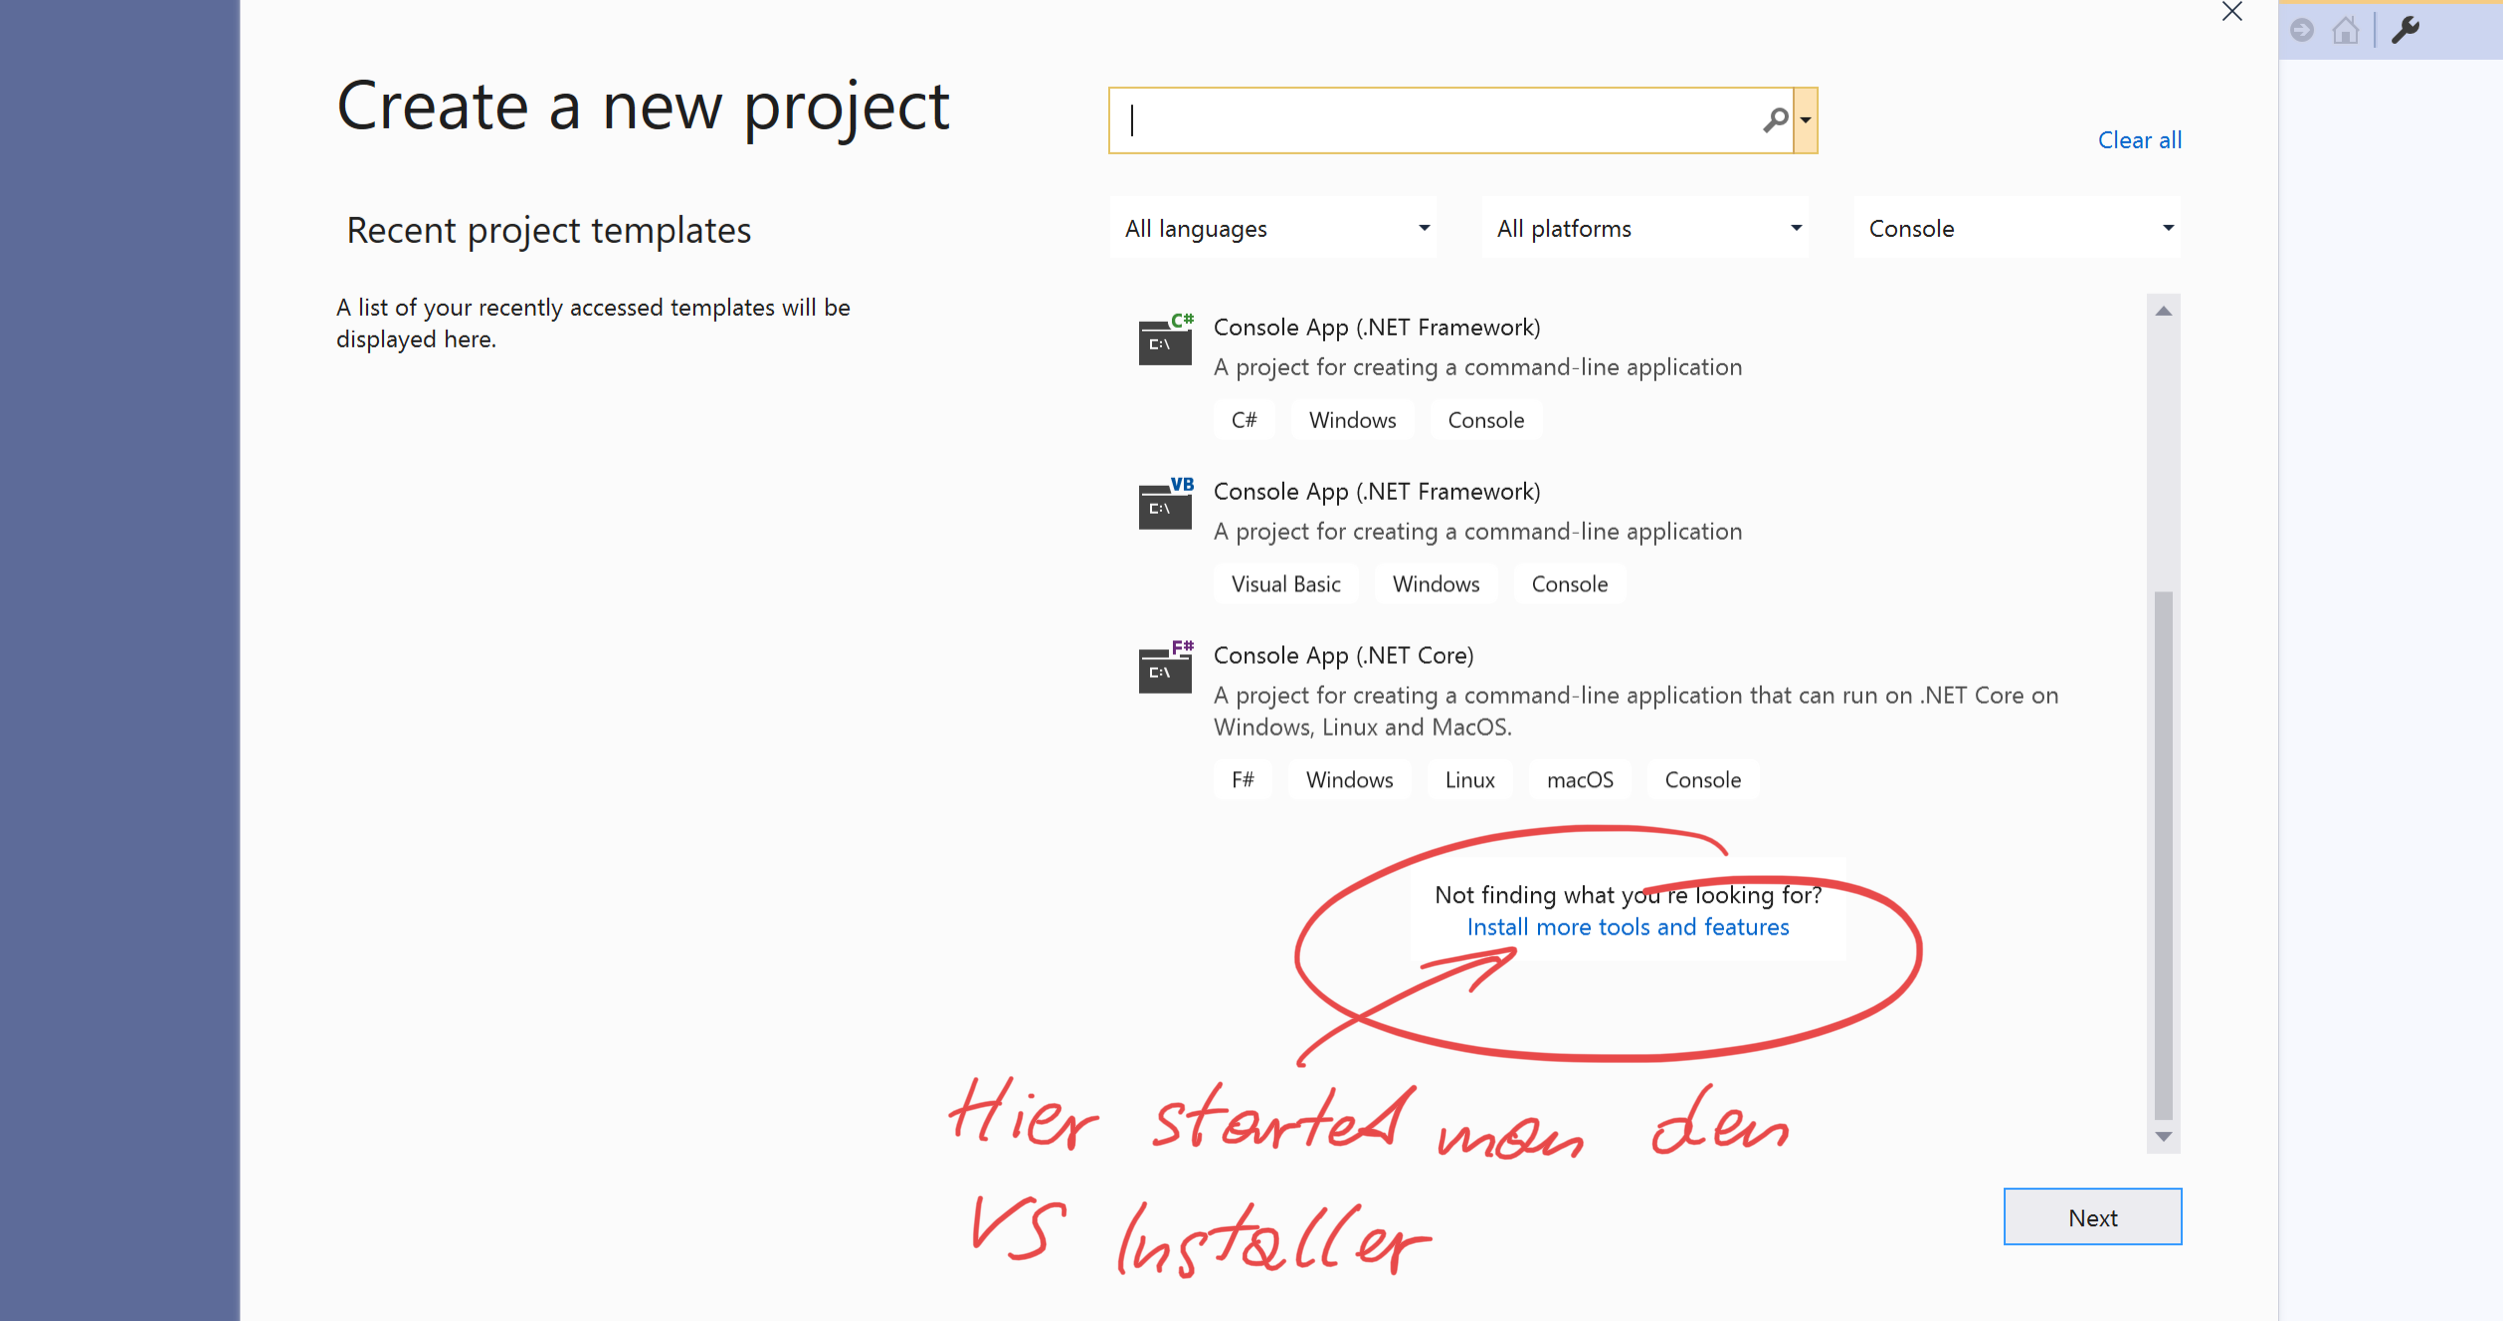 Create a new project
Clear all
Recent project templates
All languages
All platforms
Console
A list of your recently accessed templates will be
displayed here.
C#
C:\
Console App (.NET Framework)
A project for creating a command-line application
C# Windows Console
VB
C:\
Console App (.NET Framework)
A project for creating a command-line application
Visual Basic Windows Console
F#
C:\
Console App (.NET Core)
A project for creating a command-line application that can run on .NET Core on
Windows, Linux and MacOS.
F# Windows Linux macOS Console
Not finding what you're looking for?
Install more tools and features
Hier started man den
VS Installer
Next